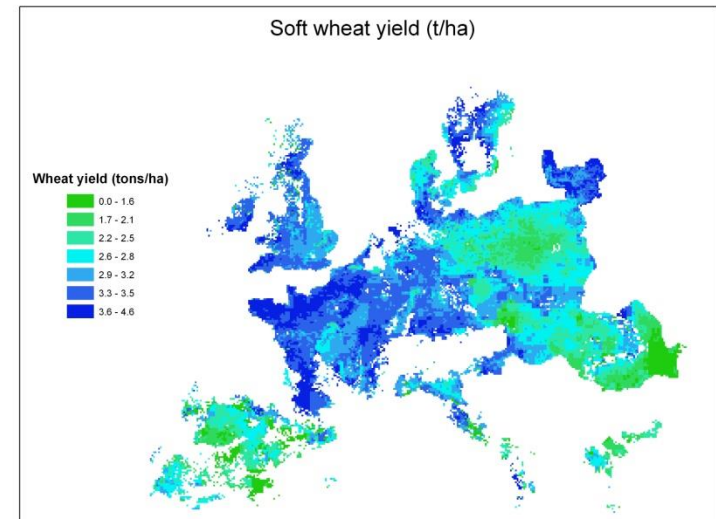 Soft wheat yield (t/ha)
Wheat yield (tons/ha)
0.0 - 1.6
1.7 - 2.1
2.2 - 2.5
2.6 - 2.8
2.9 - 3.2
3.3 - 3.5
3.6 - 4.6